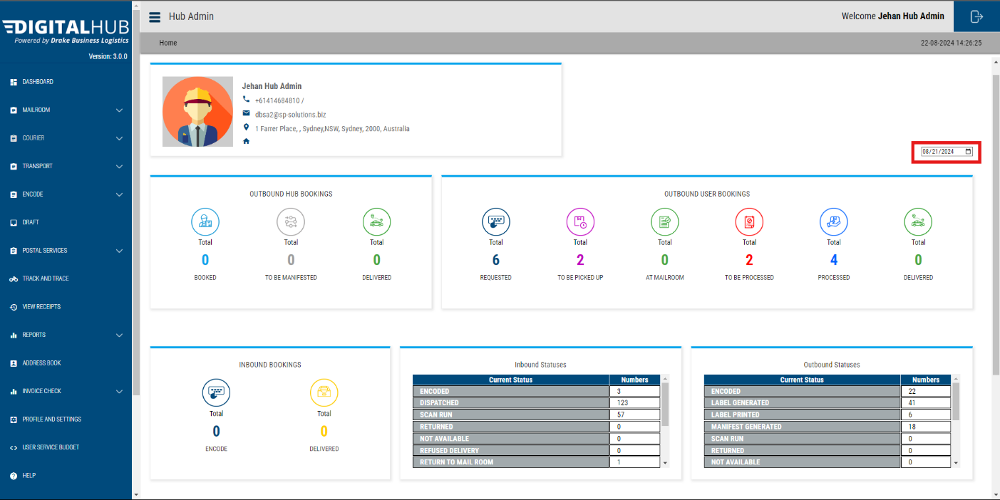 DIGITALHUB
Powered by Drake Business Logistics
Version: 3.0.0
DASHBOARD
MAILROOM
COURIER
TRANSPORT
ENCODE
DRAFT
POSTAL SERVICES
TRACK AND TRACE
VIEW RECEIPTS
REPORTS
ADDRESS BOOK
INVOICE CHECK
PROFILE AND SETTINGS
USER SERVICE BUDGET
HELP
Hub Admin
Welcome Jehan Hub Admin
Home
22-08-2024 14:26:25
Jehan Hub Admin
+61414684810 /
dbsa2@sp-solutions.biz
1 Farrer Place, , Sydney,NSW, Sydney, 2000, Australia
08/21/2024
OUTBOUND HUB BOOKINGS
Total Total Total
0 0 0
BOOKED TO BE MANIFESTED DELIVERED
OUTBOUND USER BOOKINGS
Total Total Total Total Total Total
6 2 0 2 4 0
REQUESTED TO BE PICKED UP AT MAILROOM TO BE PROCESSED PROCESSED DELIVERED
INBOUND BOOKINGS
Total Total
0 0
ENCODE DELIVERED
Inbound Statuses
Current Status Numbers
ENCODED 3
DISPATCHED 123
SCAN RUN 57
RETURNED 0
NOT AVAILABLE 0
REFUSED DELIVERY 0
RETURN TO MAIL ROOM 1
Outbound Statuses
Current Status Numbers
ENCODED 22
LABEL GENERATED 41
LABEL PRINTED 6
MANIFEST GENERATED 18
SCAN RUN 0
RETURNED 0
NOT AVAILABLE 0